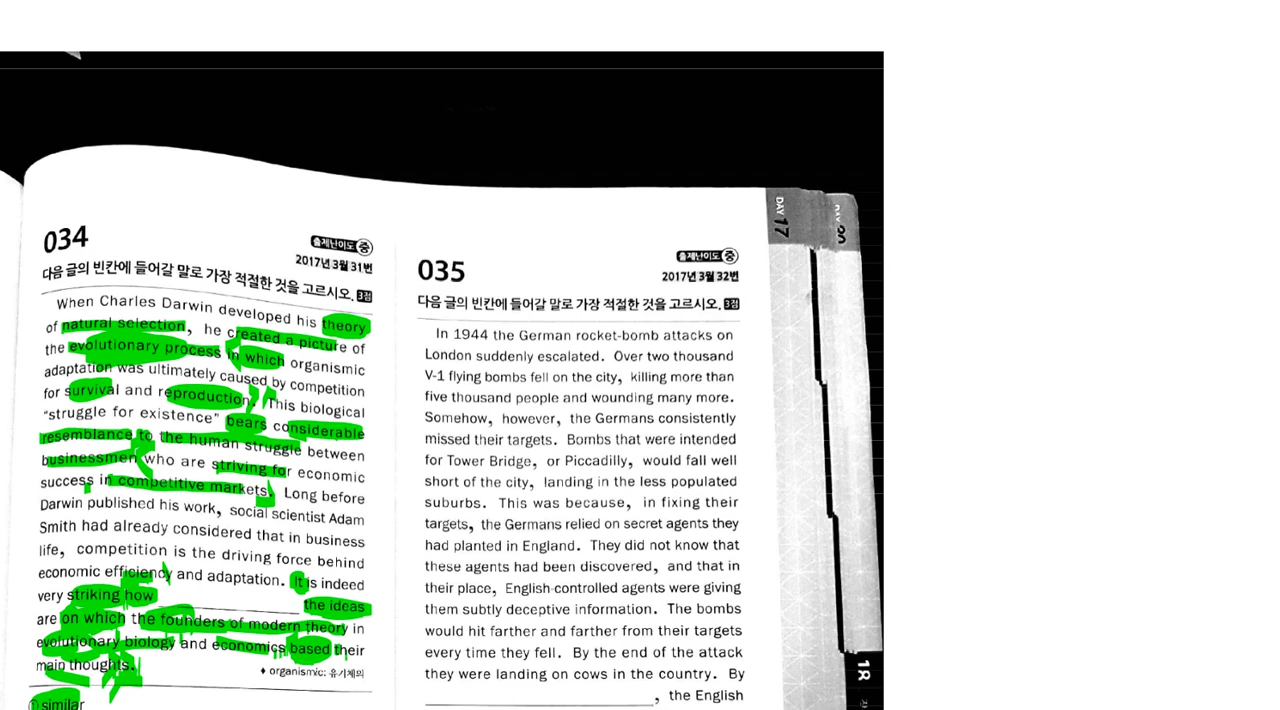 034
출제난이도 중
2017년 3월 31번
다음 글의 빈칸에 들어갈 말로 가장 적절한 것을 고르시오. 3점
When Charles Darwin developed his theory
of natural selection, he created a picture of
the evolutionary process in which organismic
adaptation was ultimately caused by competition
for survival and reproduction. This biological
“struggle for existence” bears considerable
resemblance to the human struggle between
businessmen who are striving for economic
success in competitive markets. Long before
Darwin published his work, social scientist Adam
Smith had already considered that in business
life, competition is the driving force behind
economic efficiency and adaptation. It is indeed
very striking how ____________ the ideas
are on which the founders of modern theory in
evolutionary biology and economics based their
main thoughts.
♦ organismic: 유기체의
① similar
035
출제난이도 중
2017년 3월 32번
다음 글의 빈칸에 들어갈 말로 가장 적절한 것을 고르시오. 3점
In 1944 the German rocket-bomb attacks on
London suddenly escalated. Over two thousand
V-1 flying bombs fell on the city, killing more than
five thousand people and wounding many more.
Somehow, however, the Germans consistently
missed their targets. Bombs that were intended
for Tower Bridge, or Piccadilly, would fall well
short of the city, landing in the less populated
suburbs. This was because, in fixing their
targets, the Germans relied on secret agents they
had planted in England. They did not know that
these agents had been discovered, and that in
their place, English-controlled agents were giving
them subtly deceptive information. The bombs
would hit farther and farther from their targets
every time they fell. By the end of the attack
they were landing on cows in the country. By
____________, the English
DAY 17
DAY
18